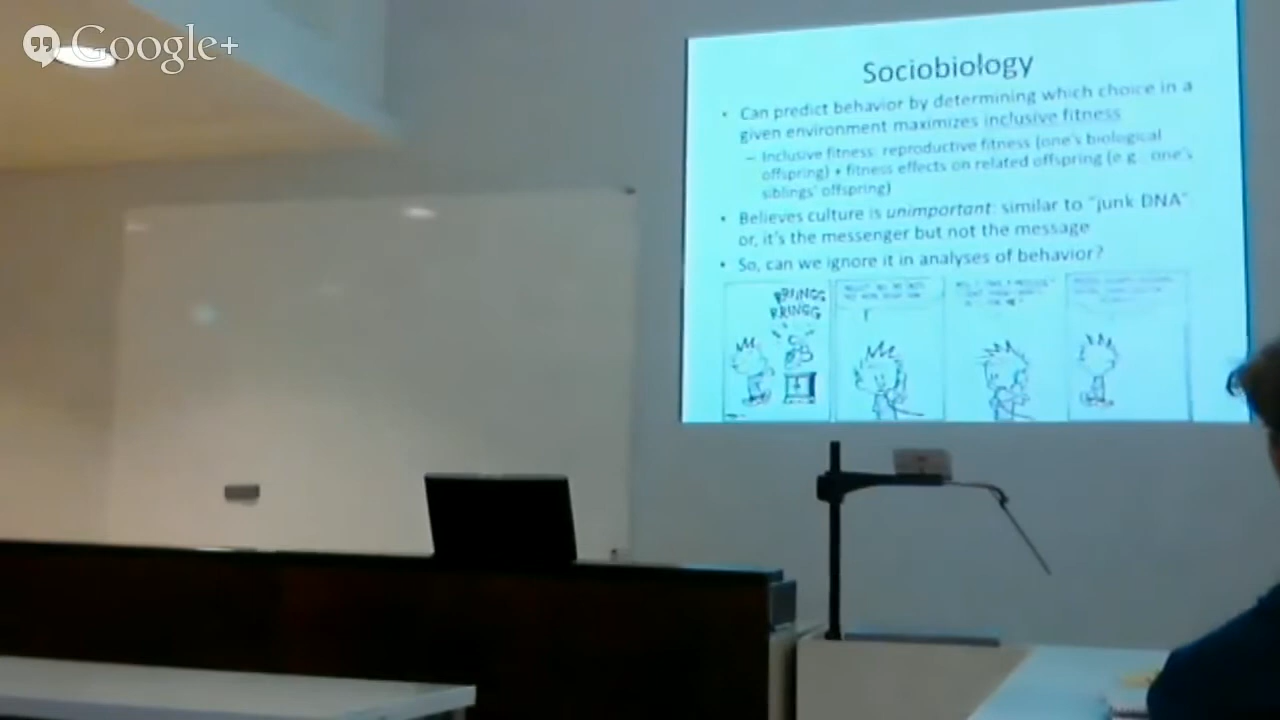 Google+
Sociobiology
• Can predict behavior by determining which choice in a
given environment maximizes inclusive fitness
– Inclusive fitness: reproductive fitness (one's biological
offspring) + fitness effects on related offspring (e.g. one's
siblings' offspring)
• Believes culture is unimportant: similar to "junk DNA"
or, it's the messenger but not the message
• So, can we ignore it in analyses of behavior?
RRINGG
RRINGG